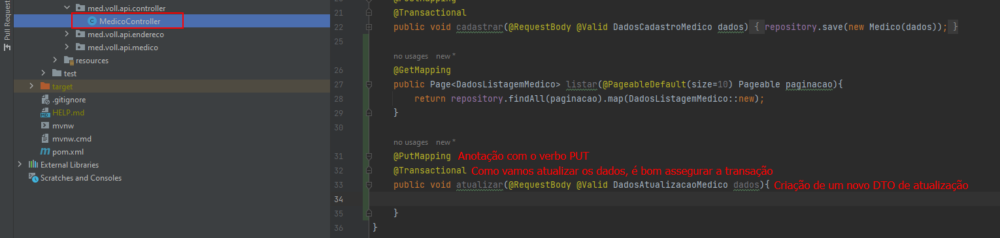 Pull Request
med.voll.api.controller
C MedicoController
med.voll.api.endereco
med.voll.api.medico
resources
test
target
.gitignore
MD HELP.md
mvnw
mvnw.cmd
m pom.xml
External Libraries
Scratches and Consoles
21 @Transactional
22 public void cadastrar(@RequestBody @Valid DadosCadastroMedico dados) { repository.save(new Medico(dados)); }
25
no usages new *
26 @GetMapping
27 public Page<DadosListagemMedico> listar(@PageableDefault(size=10) Pageable paginacao){
28 return repository.findAll(paginacao).map(DadosListagemMedico::new);
29 }
30
no usages new *
31 @PutMapping Anotação com o verbo PUT
32 @Transactional Como vamos atualizar os dados, é bom assegurar a transação
33 public void atualizar(@RequestBody @Valid DadosAtualizacaoMedico dados){ Criação de um novo DTO de atualização
34
35 }
36 }